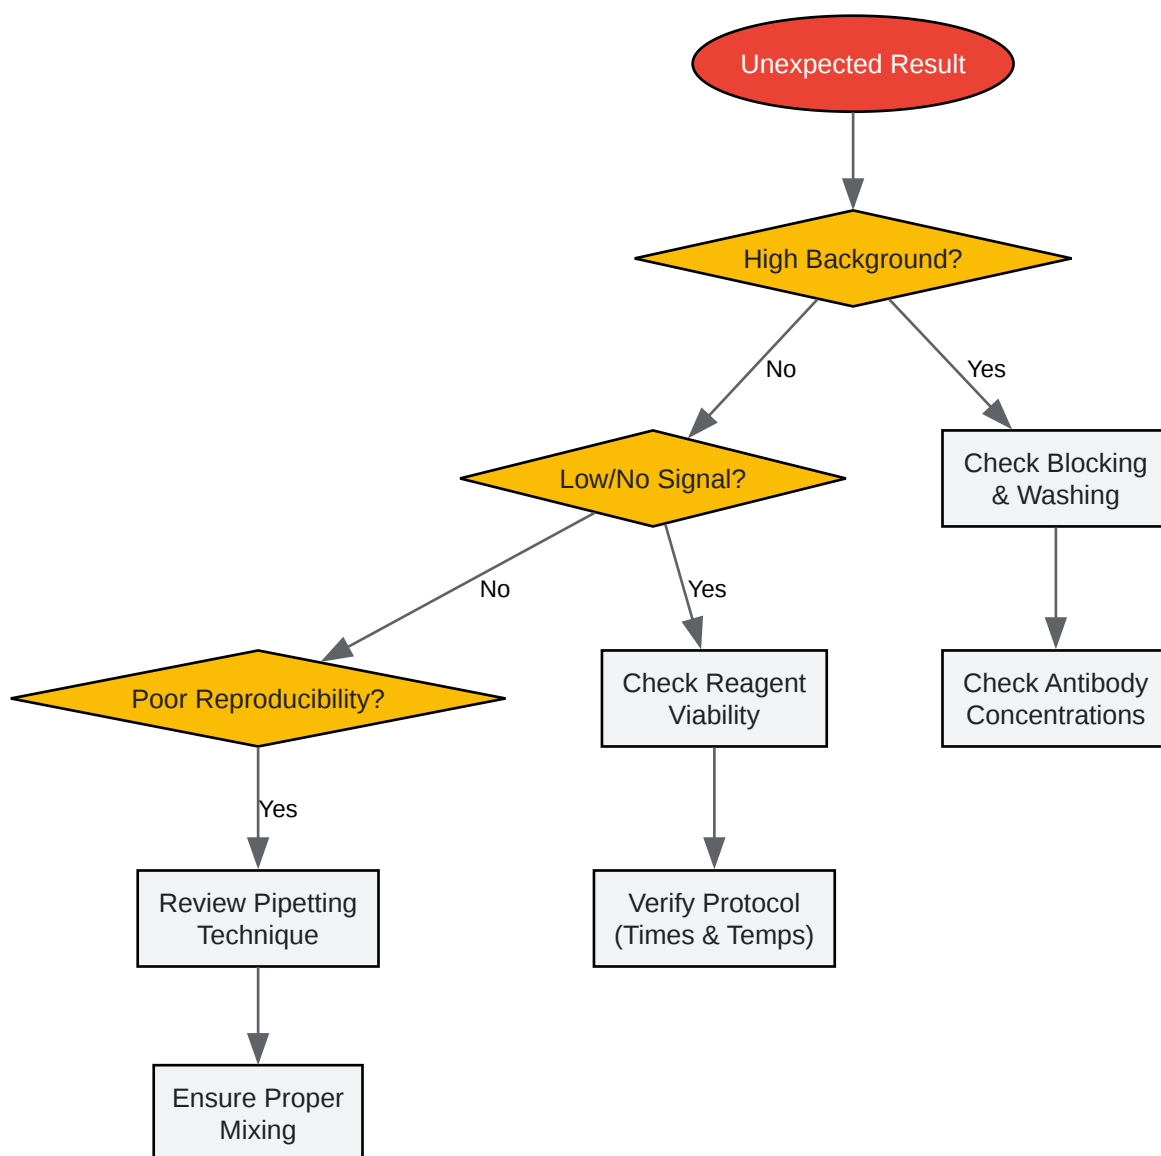 Unexpected Result
High Background?
No
Yes
Low/No Signal?
Check Blocking
& Washing
No
Yes
Poor Reproducibility?
Check Reagent
Viability
Check Antibody
Concentrations
Yes
Review Pipetting
Technique
Verify Protocol
(Times & Temps)
Ensure Proper
Mixing